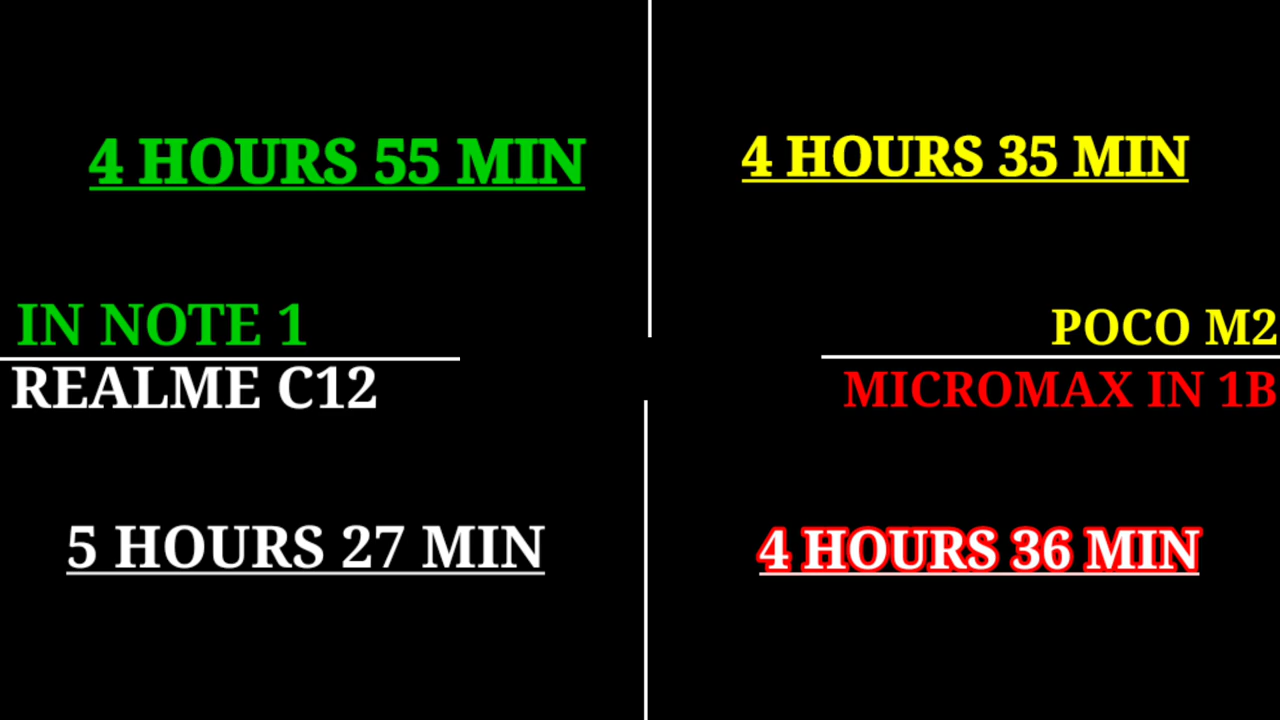 4 HOURS 55 MIN
4 HOURS 35 MIN
IN NOTE 1
POCO M2
REALME C12
MICROMAX IN 1B
5 HOURS 27 MIN
4 HOURS 36 MIN